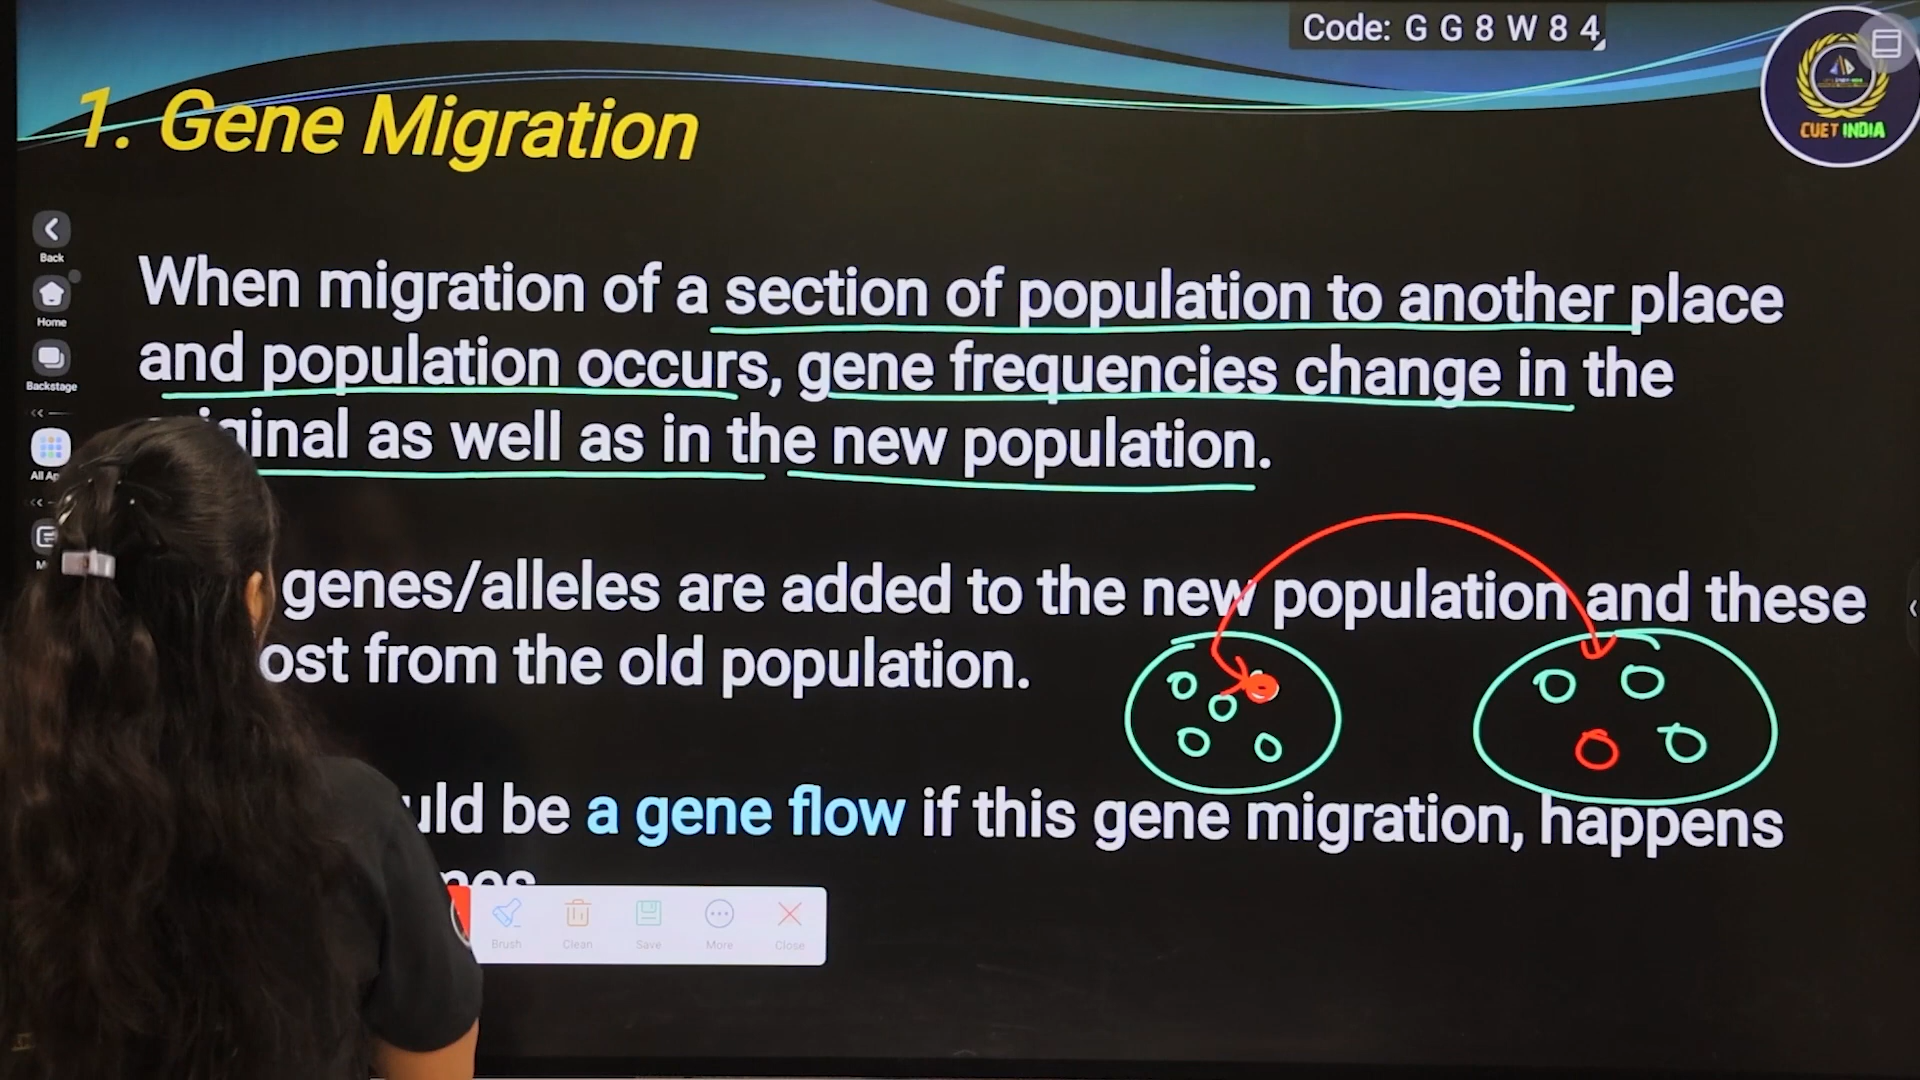 Code: G G 8 W 8 4
CUET INDIA
1. Gene Migration
Back
Home
Backstage
When migration of a section of population to another place
and population occurs, gene frequencies change in the
as well as in the new population.
genes/alleles are added to the new population and these
from the old population.
be a gene flow if this gene migration, happens
Brush
Clean
Save
More
Close